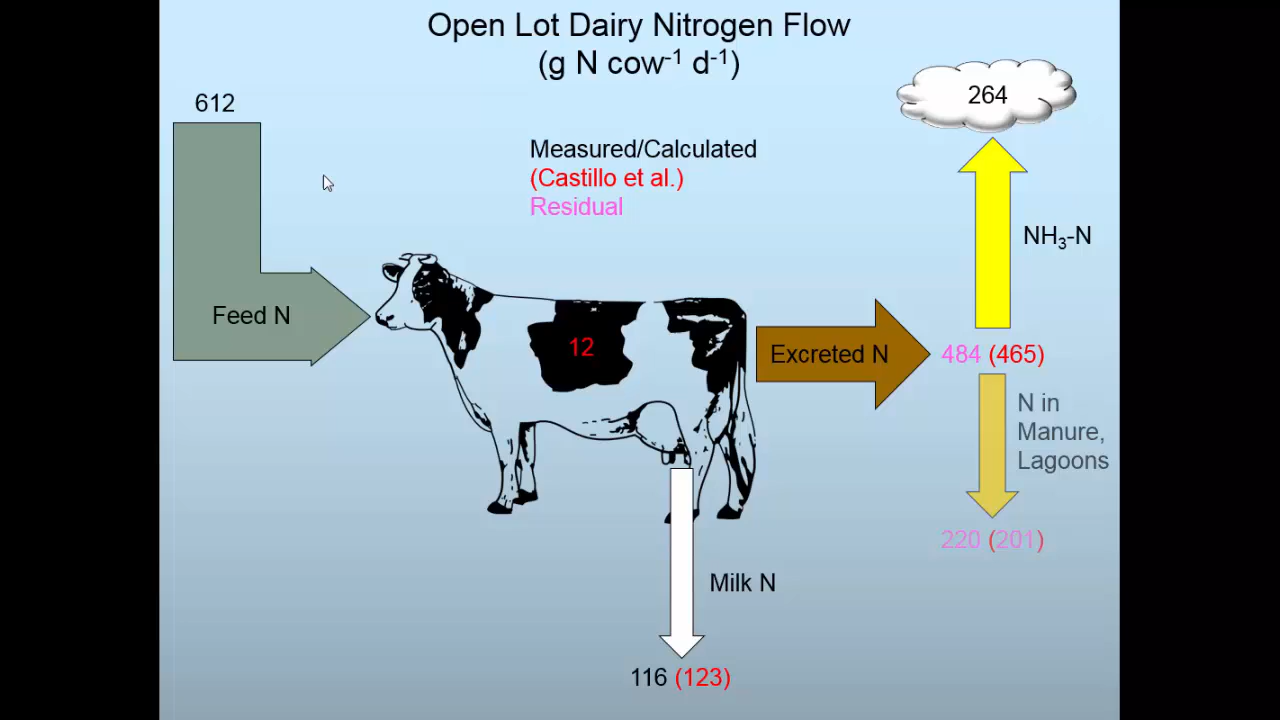 Open Lot Dairy Nitrogen Flow
(g N cow⁻¹ d⁻¹)
612
264
Measured/Calculated
(Castillo et al.)
Residual
NH₃-N
Feed N
12
Excreted N
484 (465)
N in
Manure,
Lagoons
220 (201)
Milk N
116 (123)